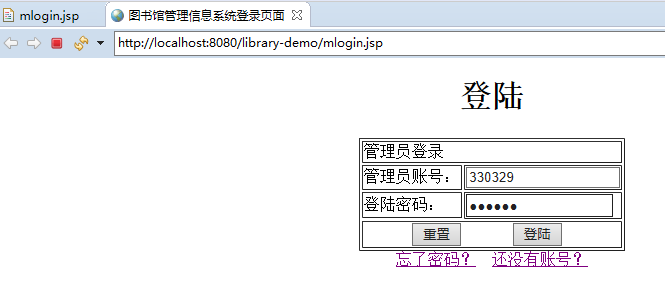 mlogin.jsp 图书馆管理信息系统登录页面
http://localhost:8080/library-demo/mlogin.jsp
登陆
管理员登录
管理员账号： 330329
登陆密码： ●●●●●●
重置 登陆
忘了密码？ 还没有账号？